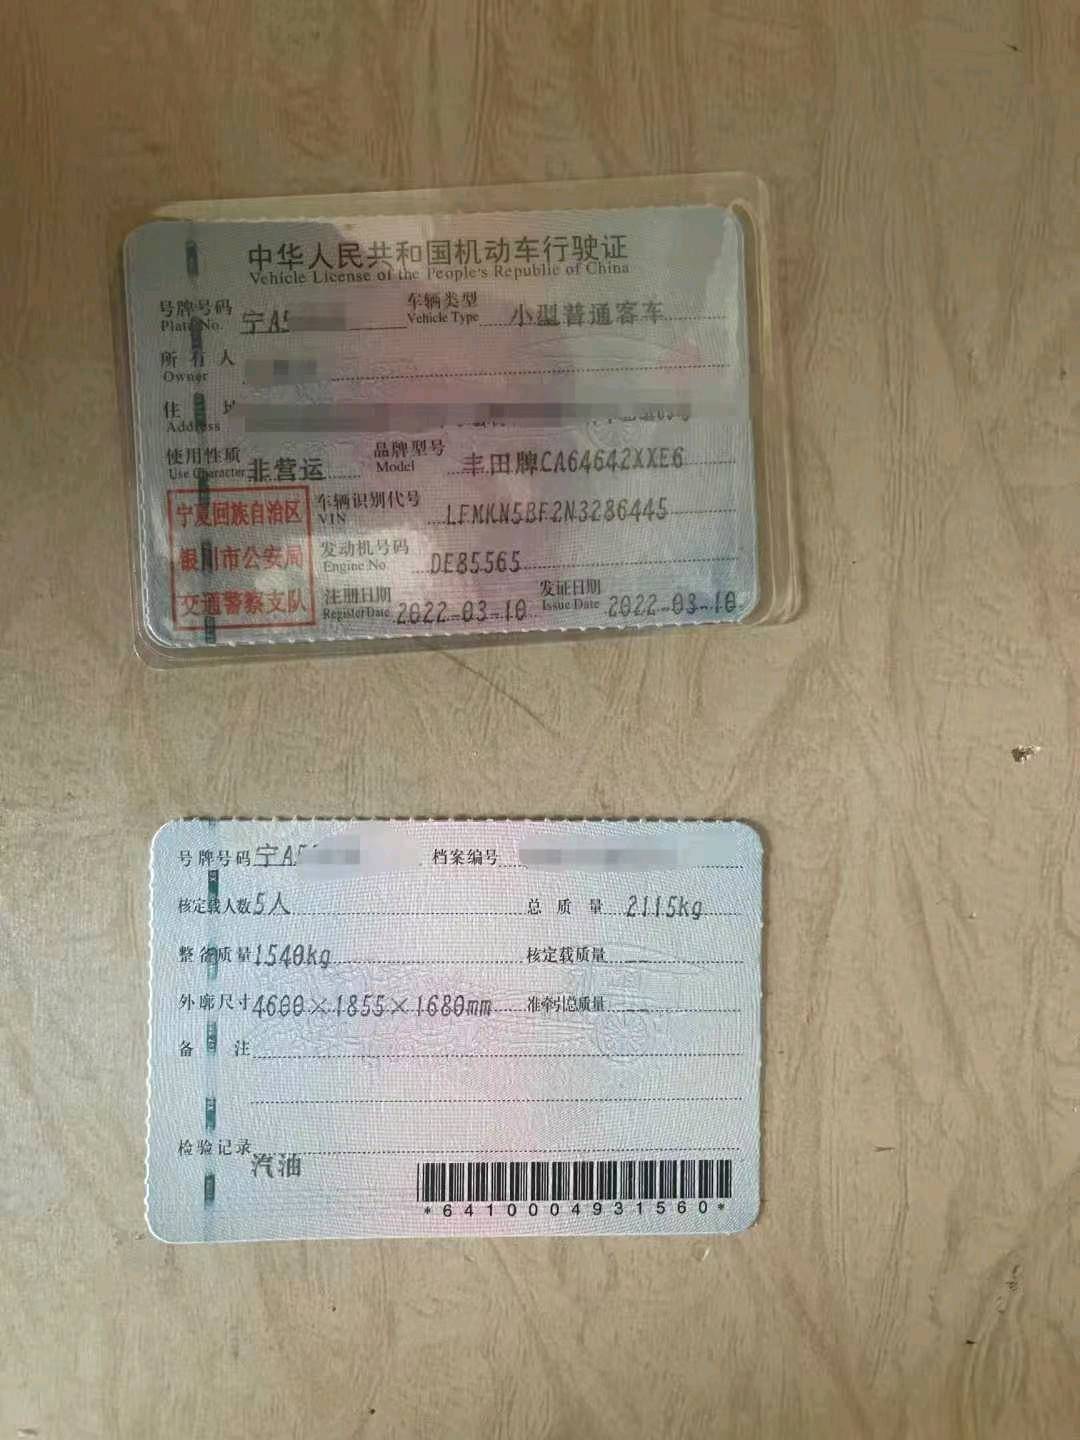 中华人民共和国机动车行驶证
Vehicle License of the People's Republic of China
号牌号码 宁A5 车辆类型 小型普通客车
Plate No. Vehicle Type
所有人
Owner
住址
Address
使用性质 非营运 品牌型号 丰田牌CA64642XXE6
Use Character Model
宁夏回族自治区
银川市公安局
交通警察支队
车辆识别代号 LFMKN5BF2N3286445
VIN
发动机号码 DE85565
Engine No.
注册日期 2022-03-10 发证日期 2022-03-10
Register Date Issue Date
号牌号码 宁A5 档案编号
核定载人数 5人 总质量 2115kg
整备质量 1540kg 核定载质量 --
外廓尺寸 4600×1855×1680mm 准牵引总质量 --
备注
检验记录
汽油
*6410004931560*